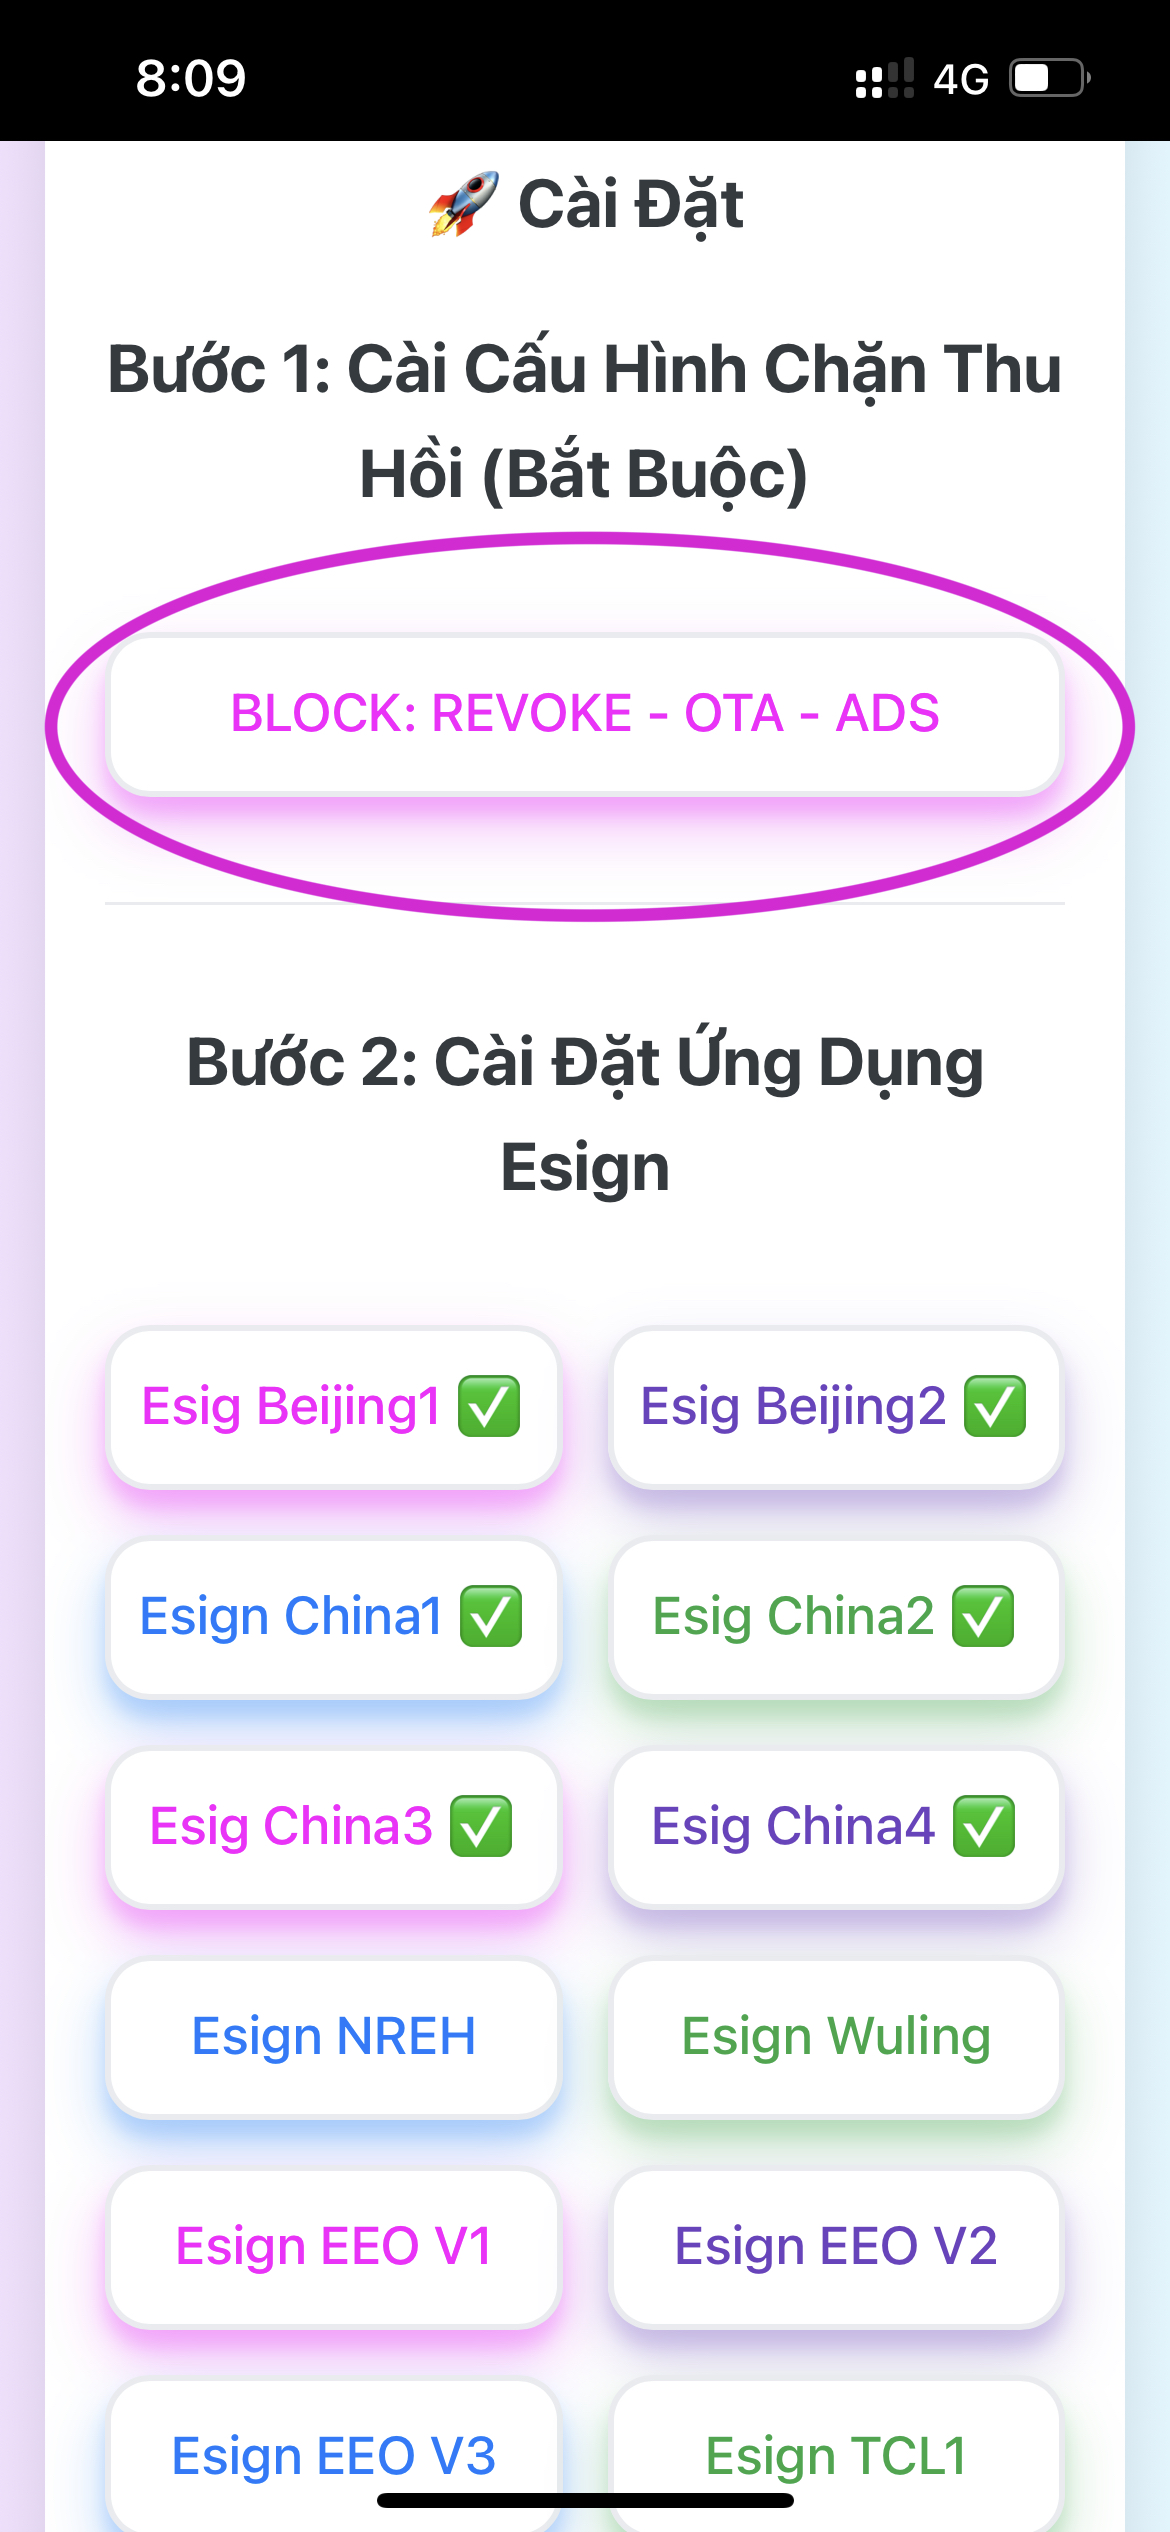 8:09
4G
🚀 Cài Đặt
Bước 1: Cài Cấu Hình Chặn Thu
Hồi (Bắt Buộc)
BLOCK: REVOKE - OTA - ADS
Bước 2: Cài Đặt Ứng Dụng
Esign
Esig Beijing1 ✅
Esig Beijing2 ✅
Esign China1 ✅
Esig China2 ✅
Esig China3 ✅
Esig China4 ✅
Esign NREH
Esign Wuling
Esign EEO V1
Esign EEO V2
Esign EEO V3
Esign TCL1